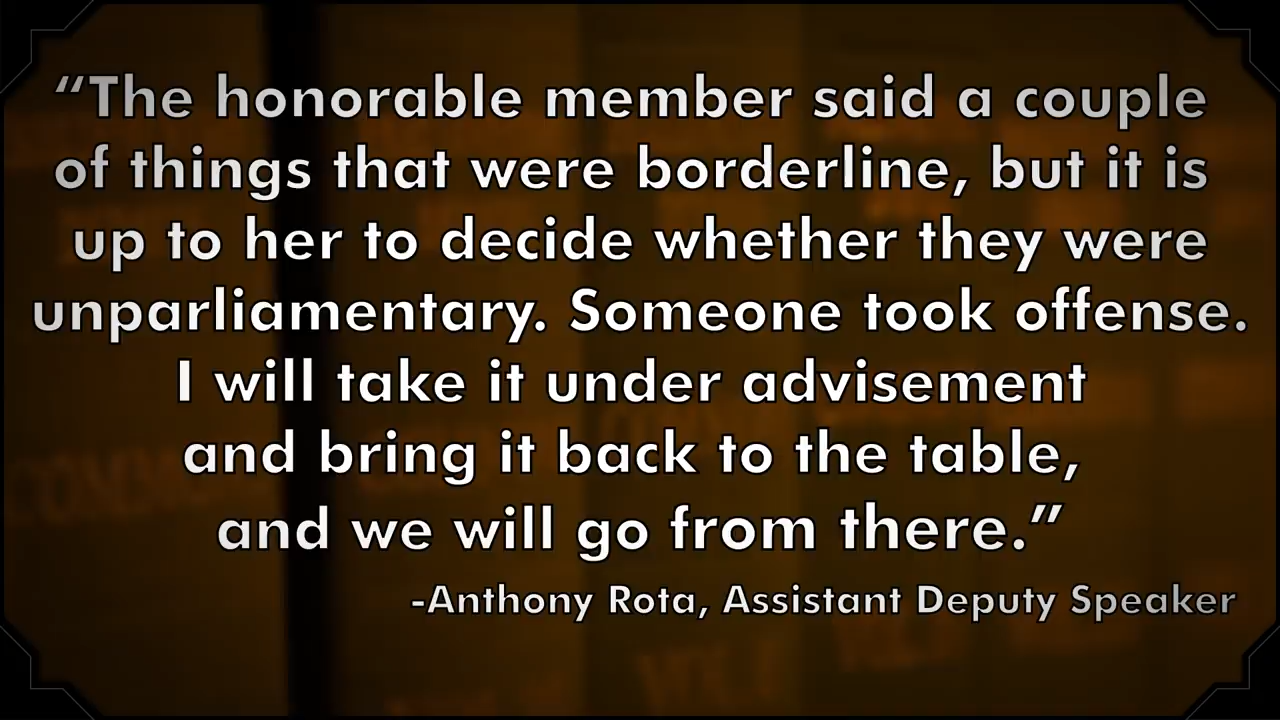 “The honorable member said a couple
of things that were borderline, but it is
up to her to decide whether they were
unparliamentary. Someone took offense.
I will take it under advisement
and bring it back to the table,
and we will go from there.”
-Anthony Rota, Assistant Deputy Speaker